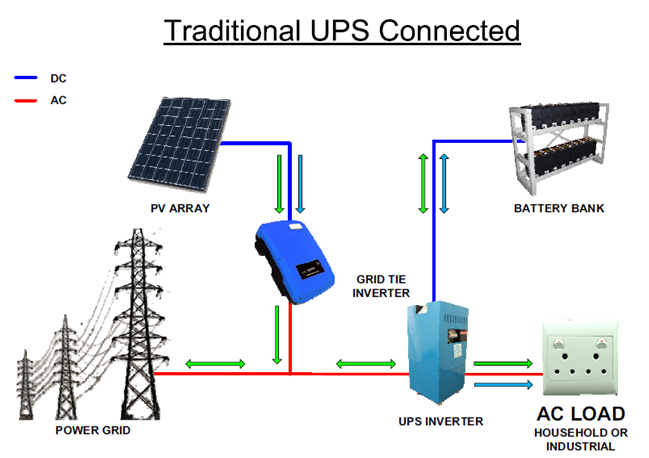 Traditional UPS Connected
DC
AC
PV ARRAY
BATTERY BANK
GRID TIE
INVERTER
POWER GRID
UPS INVERTER
AC LOAD
HOUSEHOLD OR
INDUSTRIAL